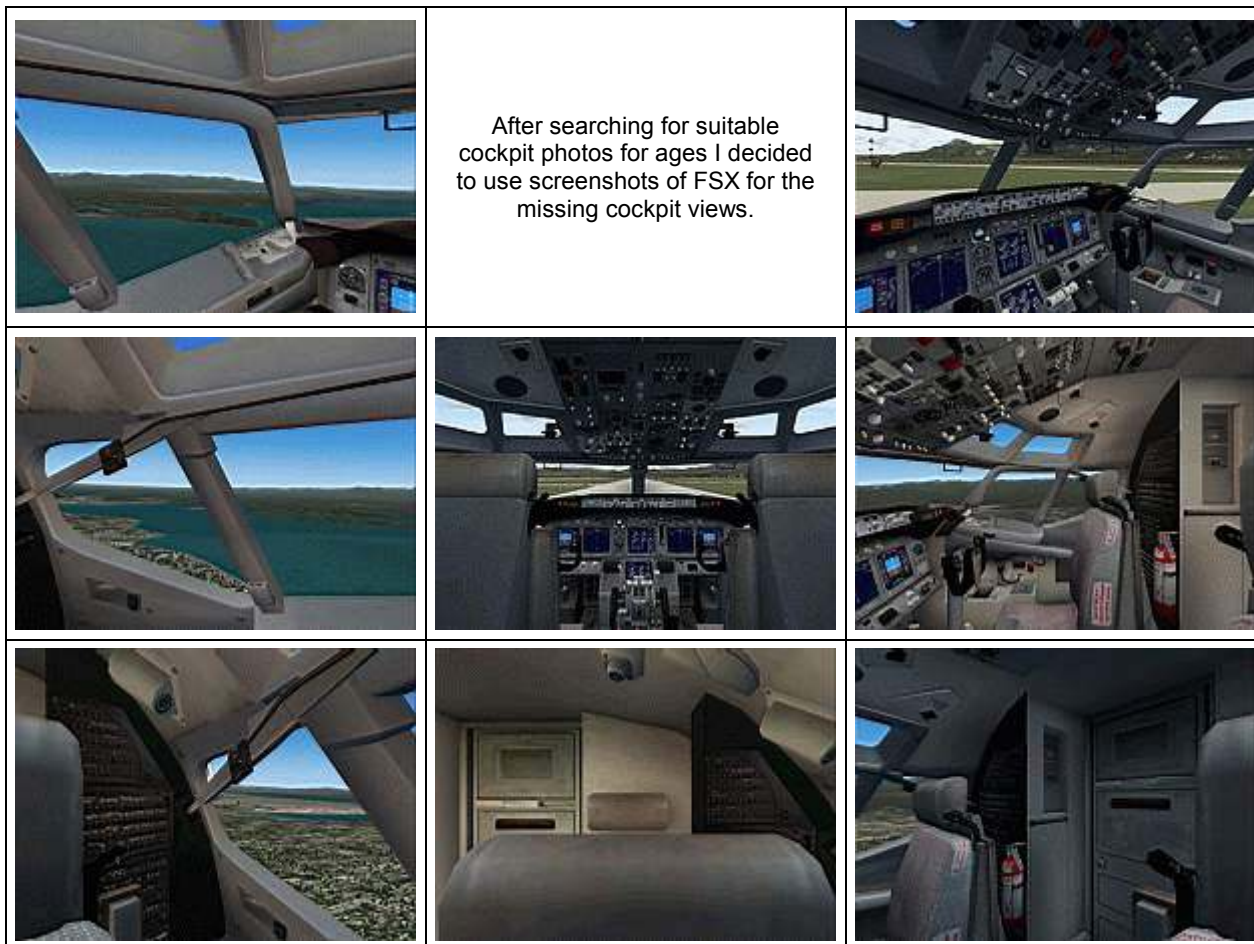 After searching for suitable
cockpit photos for ages I decided
to use screenshots of FSX for the
missing cockpit views.